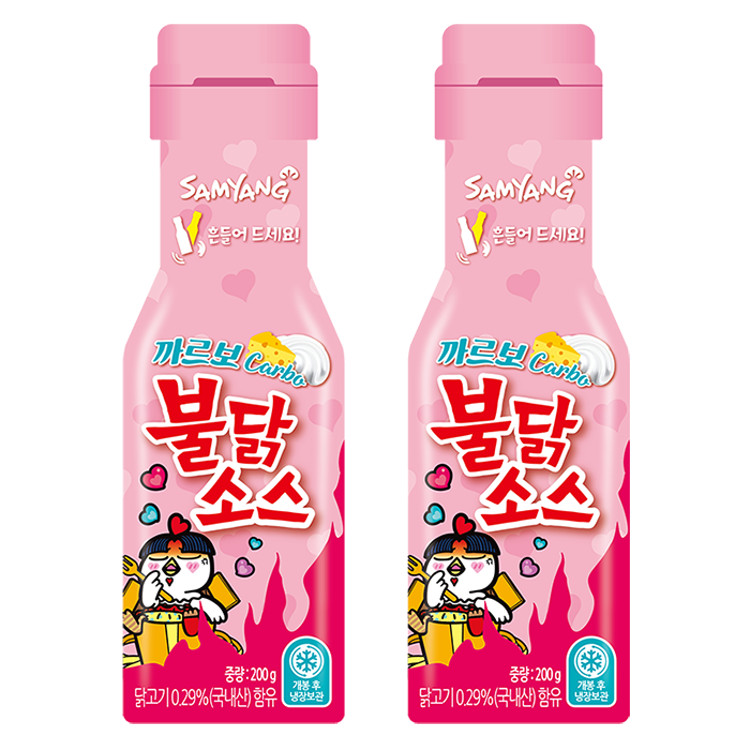 SAMYANG
흔들어 드세요!
까르보 Carbo
불닭
소스
중량:200g
닭고기 0.29%(국내산) 함유
개봉 후
냉장보관
SAMYANG
흔들어 드세요!
까르보 Carbo
불닭
소스
중량:200g
닭고기 0.29%(국내산) 함유
개봉 후
냉장보관